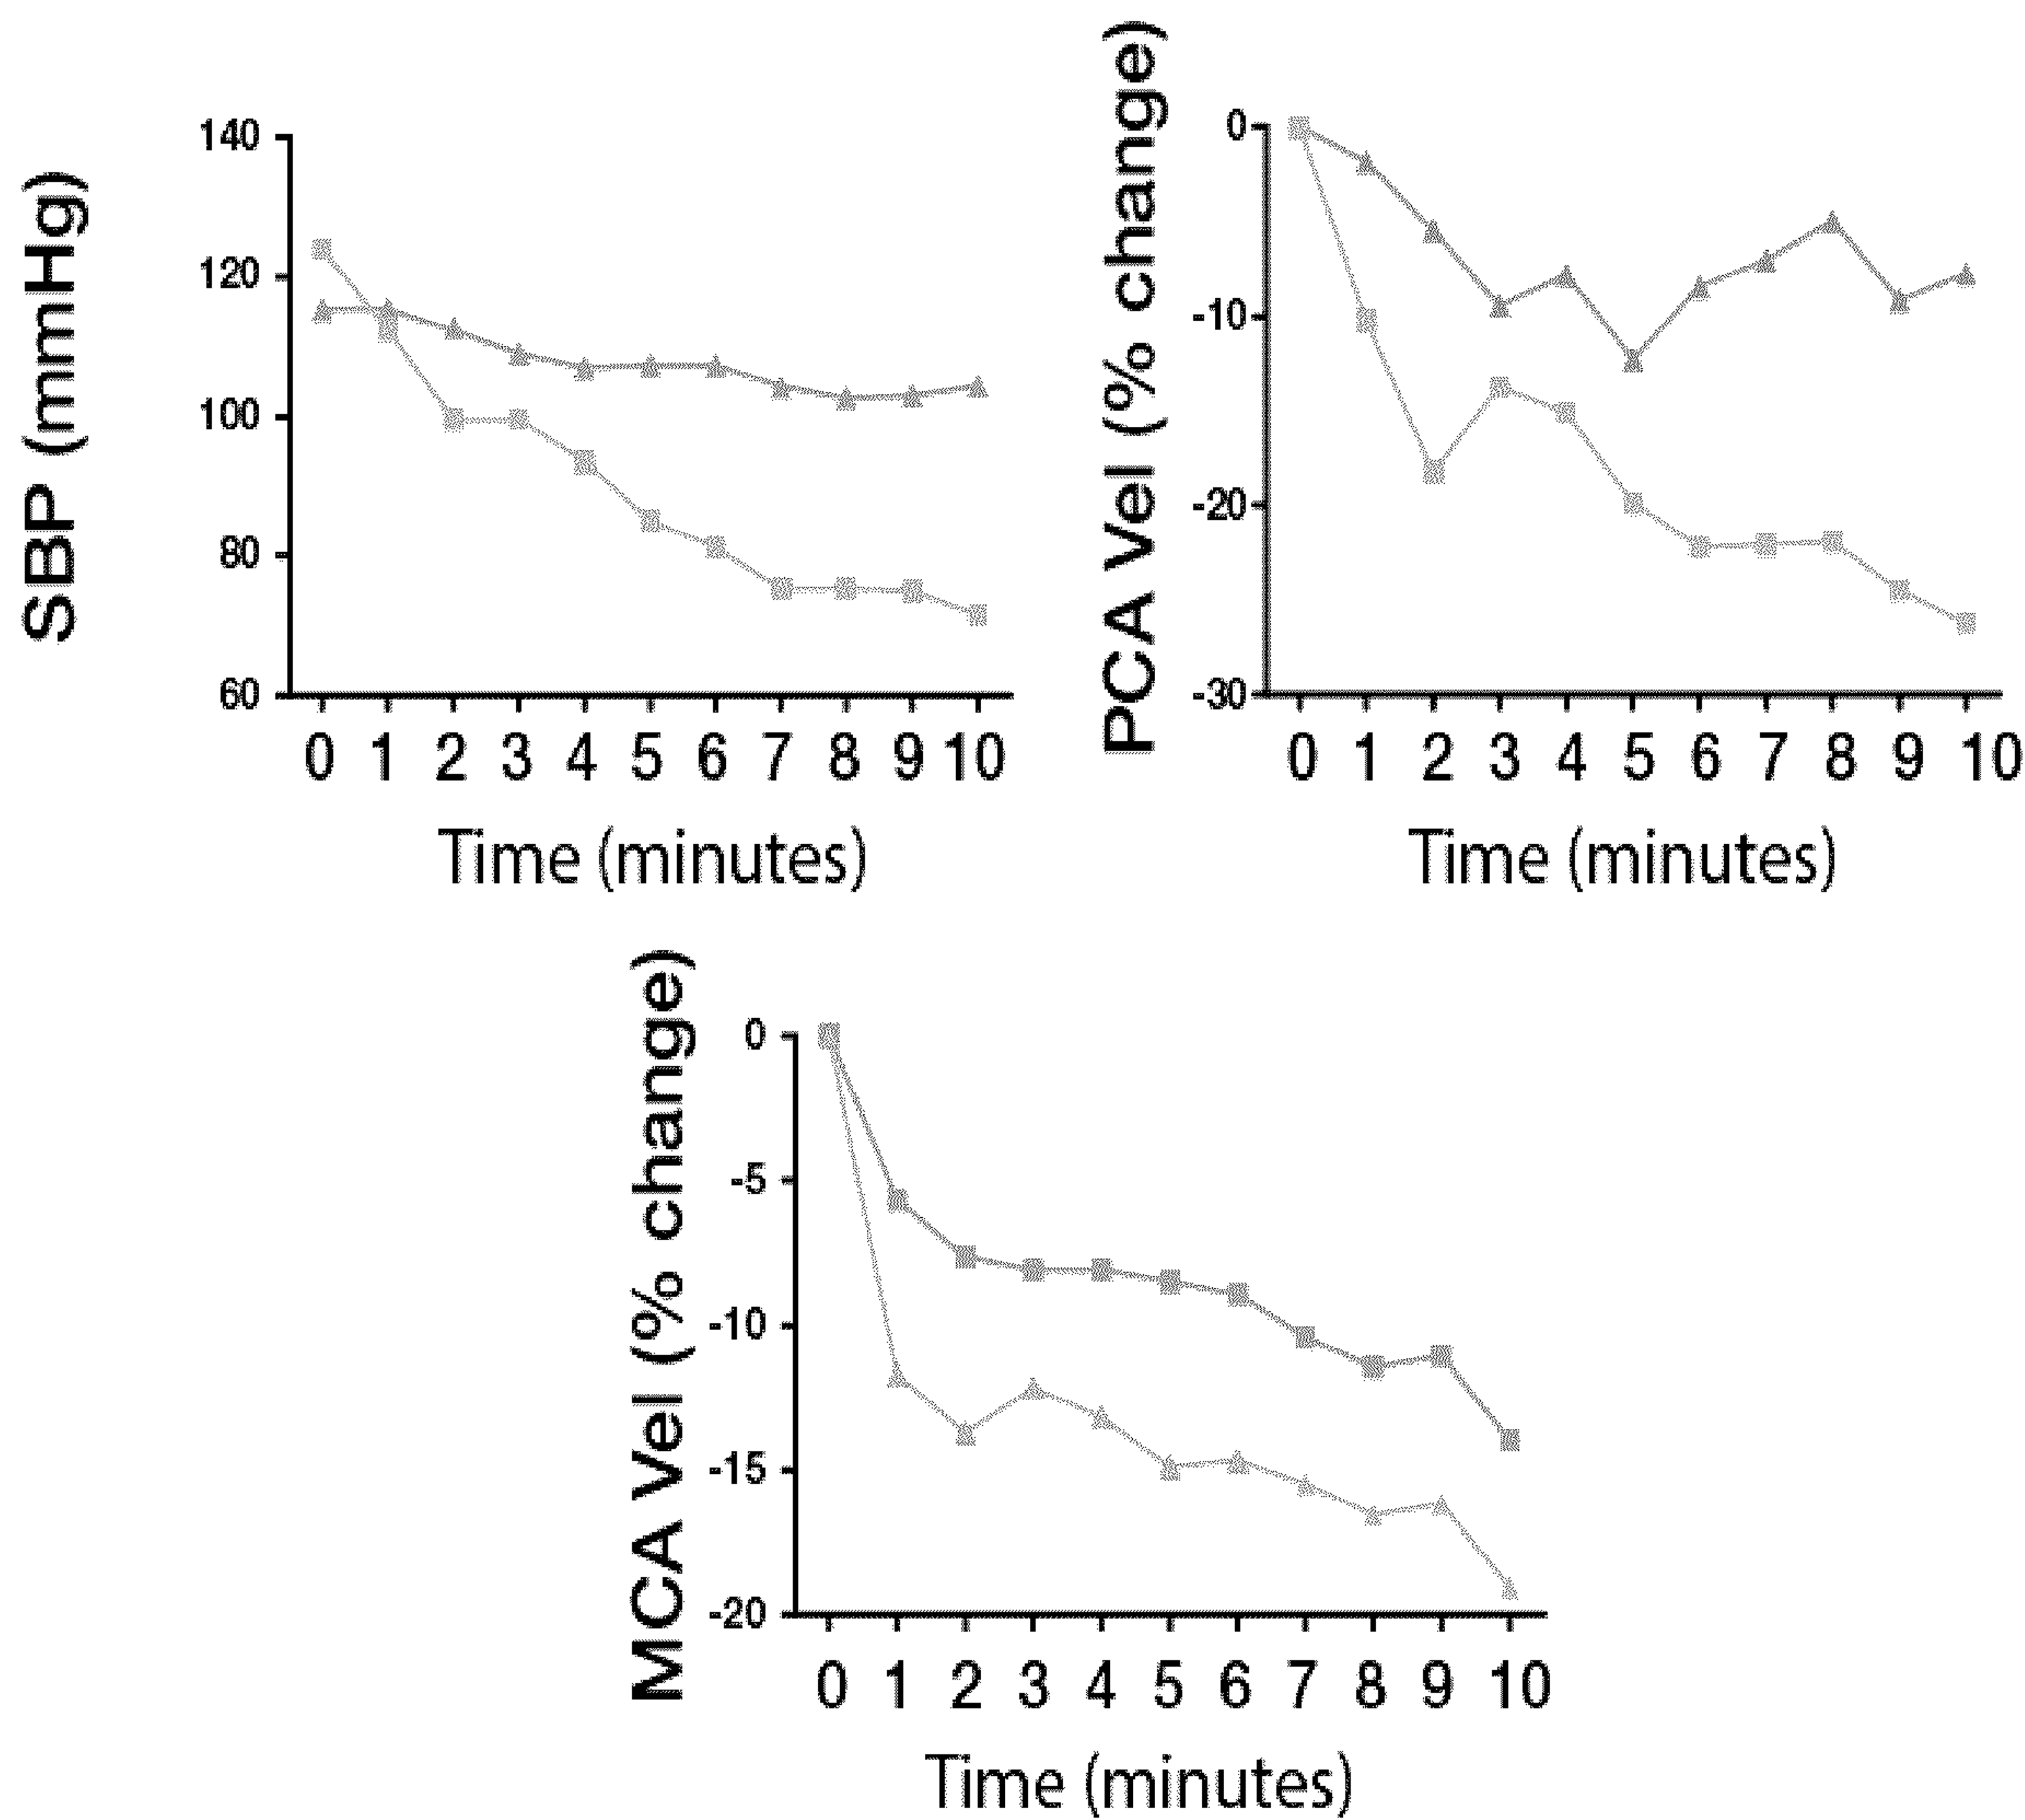 SBP (mmHg)
140
120
100
80
60
0 1 2 3 4 5 6 7 8 9 10
Time (minutes)
PCA Vel (% change)
0
-10
-20
-30
0 1 2 3 4 5 6 7 8 9 10
Time (minutes)
MCA Vel (% change)
0
-5
-10
-15
-20
0 1 2 3 4 5 6 7 8 9 10
Time (minutes)